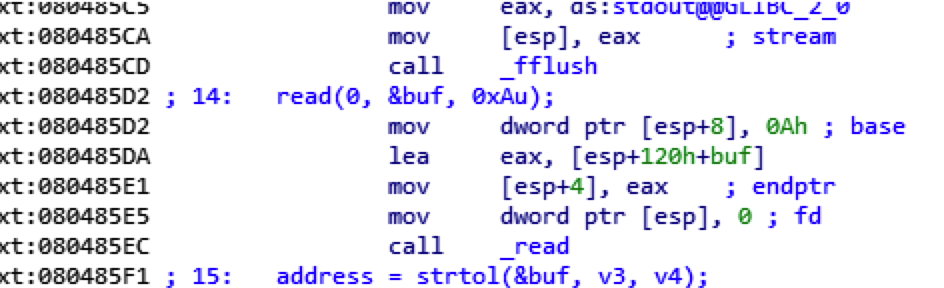 xt:080485C5 mov eax, ds:stdout@@GLIBC_2_0
xt:080485CA mov [esp], eax ; stream
xt:080485CD call _fflush
xt:080485D2 ; 14: read(0, &buf, 0xAu);
xt:080485D2 mov dword ptr [esp+8], 0Ah ; base
xt:080485DA lea eax, [esp+120h+buf]
xt:080485E1 mov [esp+4], eax ; endptr
xt:080485E5 mov dword ptr [esp], 0 ; fd
xt:080485EC call _read
xt:080485F1 ; 15: address = strtol(&buf, v3, v4);